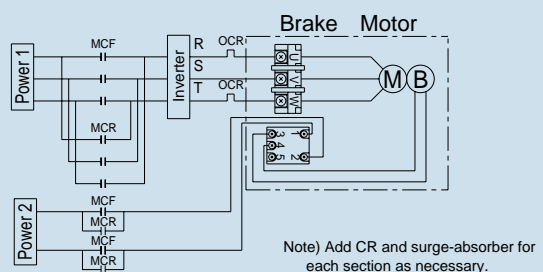 Brake Motor
Power 1
MCF
MCR
Inverter
R
S
T
OCR
OCR
U
V
W
M
B
3
1
4
5
2
Power 2
MCF
MCR
MCF
MCR
Note) Add CR and surge-absorber for
each section as necessary.